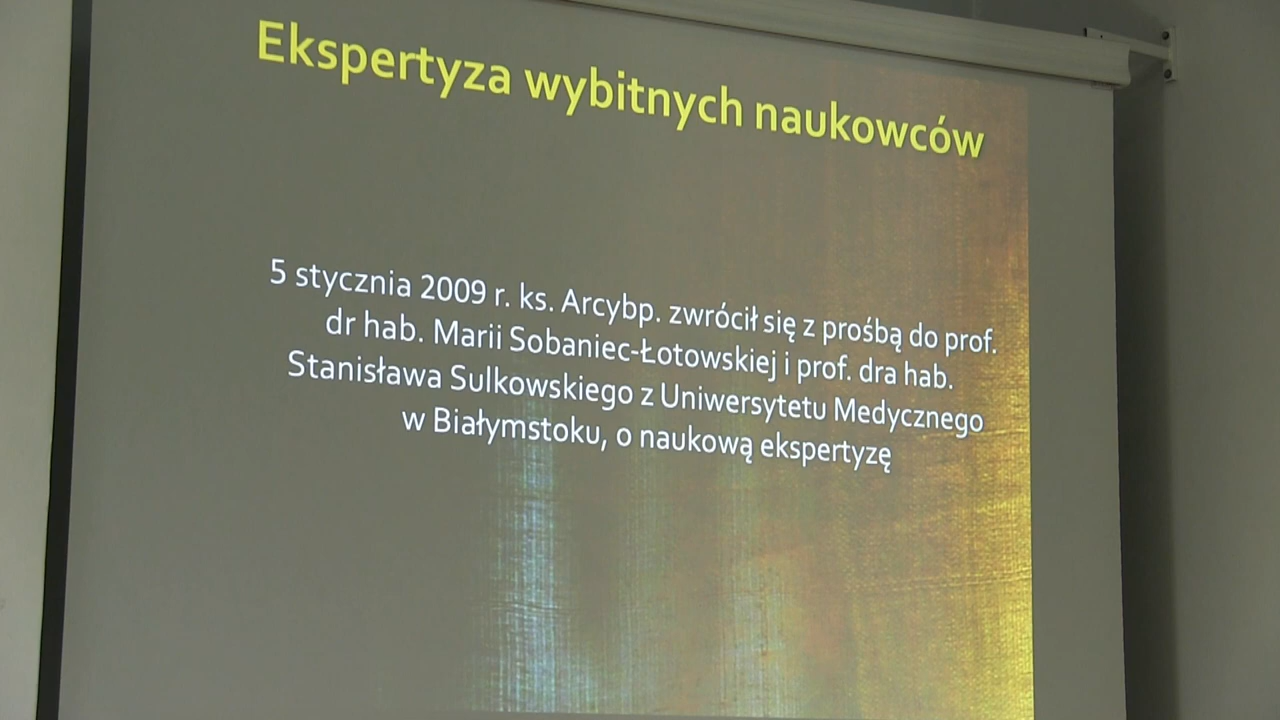 Ekspertyza wybitnych naukowców
5 stycznia 2009 r. ks. Arcybp. zwrócił się z prośbą do prof.
dr hab. Marii Sobaniec-Łotowskiej i prof. dra hab.
Stanisława Sulkowskiego z Uniwersytetu Medycznego
w Białymstoku, o naukową ekspertyzę